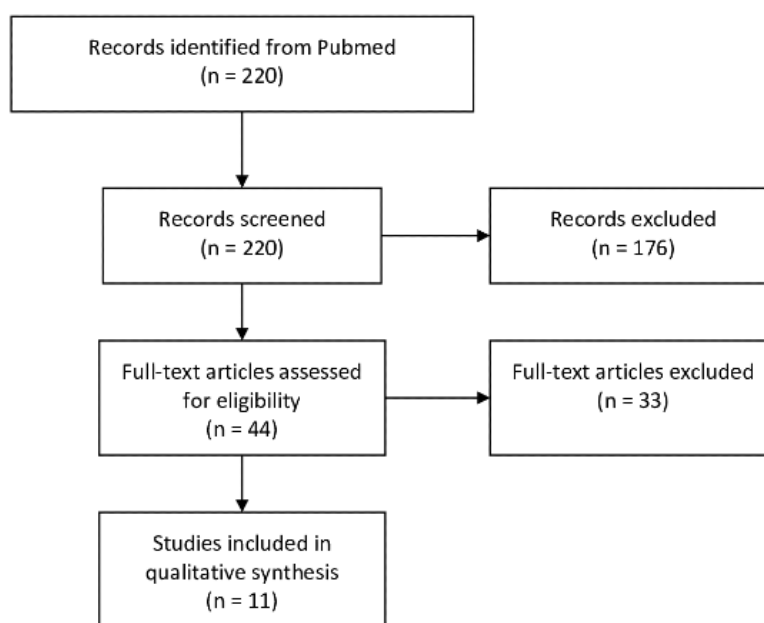 Records identified from Pubmed
(n = 220)
Records screened
(n = 220)
Records excluded
(n = 176)
Full-text articles assessed
for eligibility
(n = 44)
Full-text articles excluded
(n = 33)
Studies included in
qualitative synthesis
(n = 11)